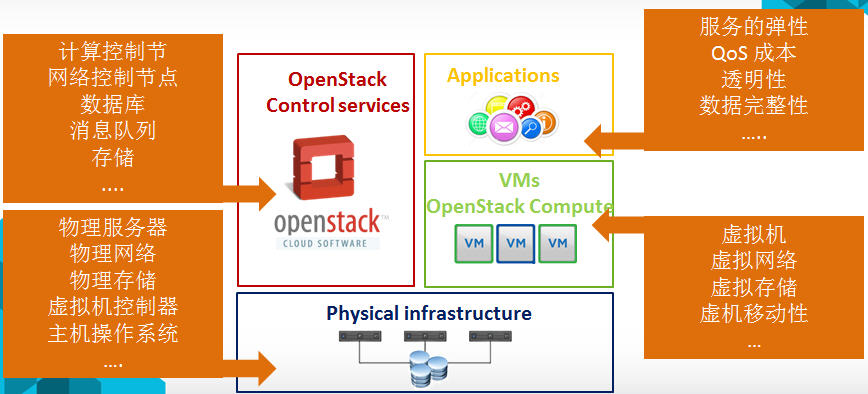 计算控制节
网络控制节点
数据库
消息队列
存储
....
物理服务器
物理网络
物理存储
虚拟机控制器
主机操作系统
....
OpenStack
Control services
openstack™
CLOUD SOFTWARE
Applications
VMs
OpenStack Compute
VM VM VM
Physical infrastructure
服务的弹性
QoS 成本
透明性
数据完整性
.....
虚拟机
虚拟网络
虚拟存储
虚机移动性
...